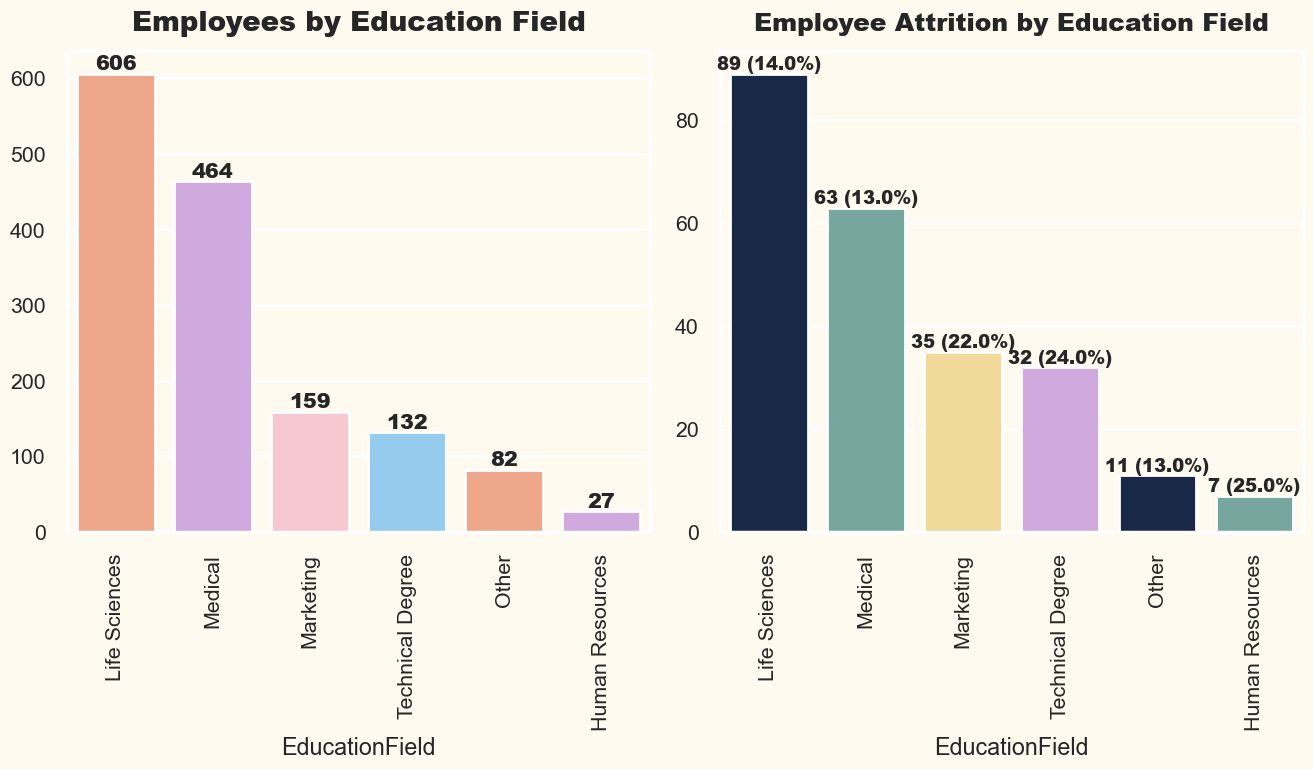 Employees by Education Field
606
464
159
132
82
27
600
500
400
300
200
100
0
Life Sciences
Medical
Marketing
Technical Degree
Other
Human Resources
EducationField
Employee Attrition by Education Field
89 (14.0%)
63 (13.0%)
35 (22.0%)
32 (24.0%)
11 (13.0%)
7 (25.0%)
80
60
40
20
0
Life Sciences
Medical
Marketing
Technical Degree
Other
Human Resources
EducationField